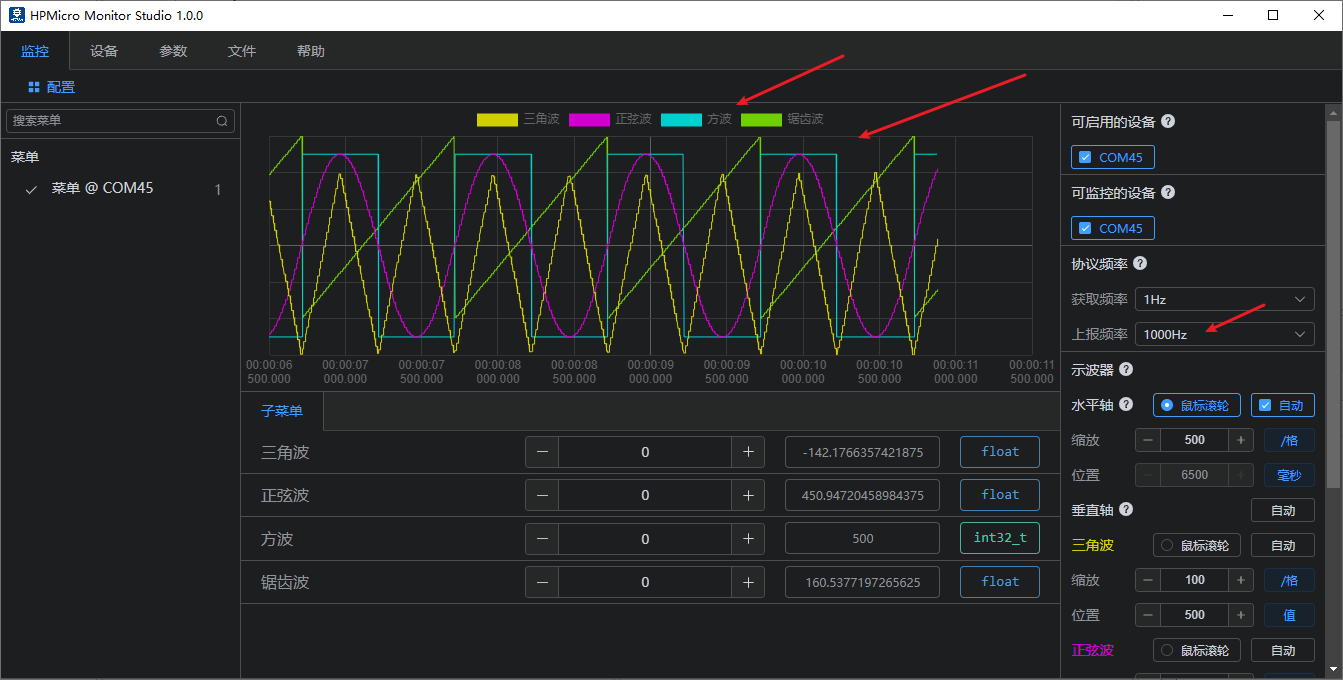 HPMicro Monitor Studio 1.0.0
监控 设备 参数 文件 帮助
配置
搜索菜单
菜单
菜单 @ COM45 1
三角波 正弦波 方波 锯齿波
00:00:06 00:00:07 00:00:07 00:00:08 00:00:08 00:00:09 00:00:09 00:00:10 00:00:10 00:00:11 00:00:11
500.000 000.000 500.000 000.000 500.000 000.000 500.000 000.000 500.000 000.000 500.000
子菜单
三角波 0 -142.1766357421875 float
正弦波 0 450.94720458984375 float
方波 0 500 int32_t
锯齿波 0 160.5377197265625 float
可启用的设备
COM45
可监控的设备
COM45
协议频率
获取频率 1Hz
上报频率 1000Hz
示波器
水平轴 鼠标滚轮 自动
缩放 500 /格
位置 6500 毫秒
垂直轴 自动
三角波 鼠标滚轮 自动
缩放 100 /格
位置 500 值
正弦波 鼠标滚轮 自动